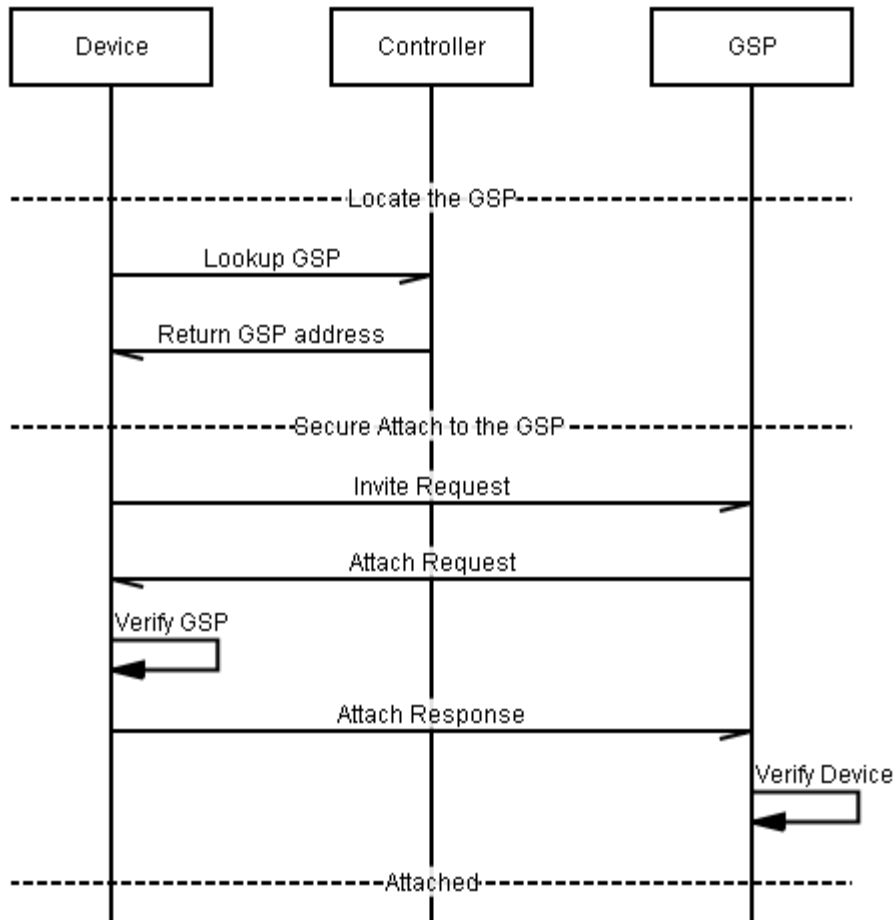 Device
Controller
GSP
Locate the GSP
Lookup GSP
Return GSP address
Secure Attach to the GSP
Invite Request
Attach Request
Verify GSP
Attach Response
Verify Device
Attached